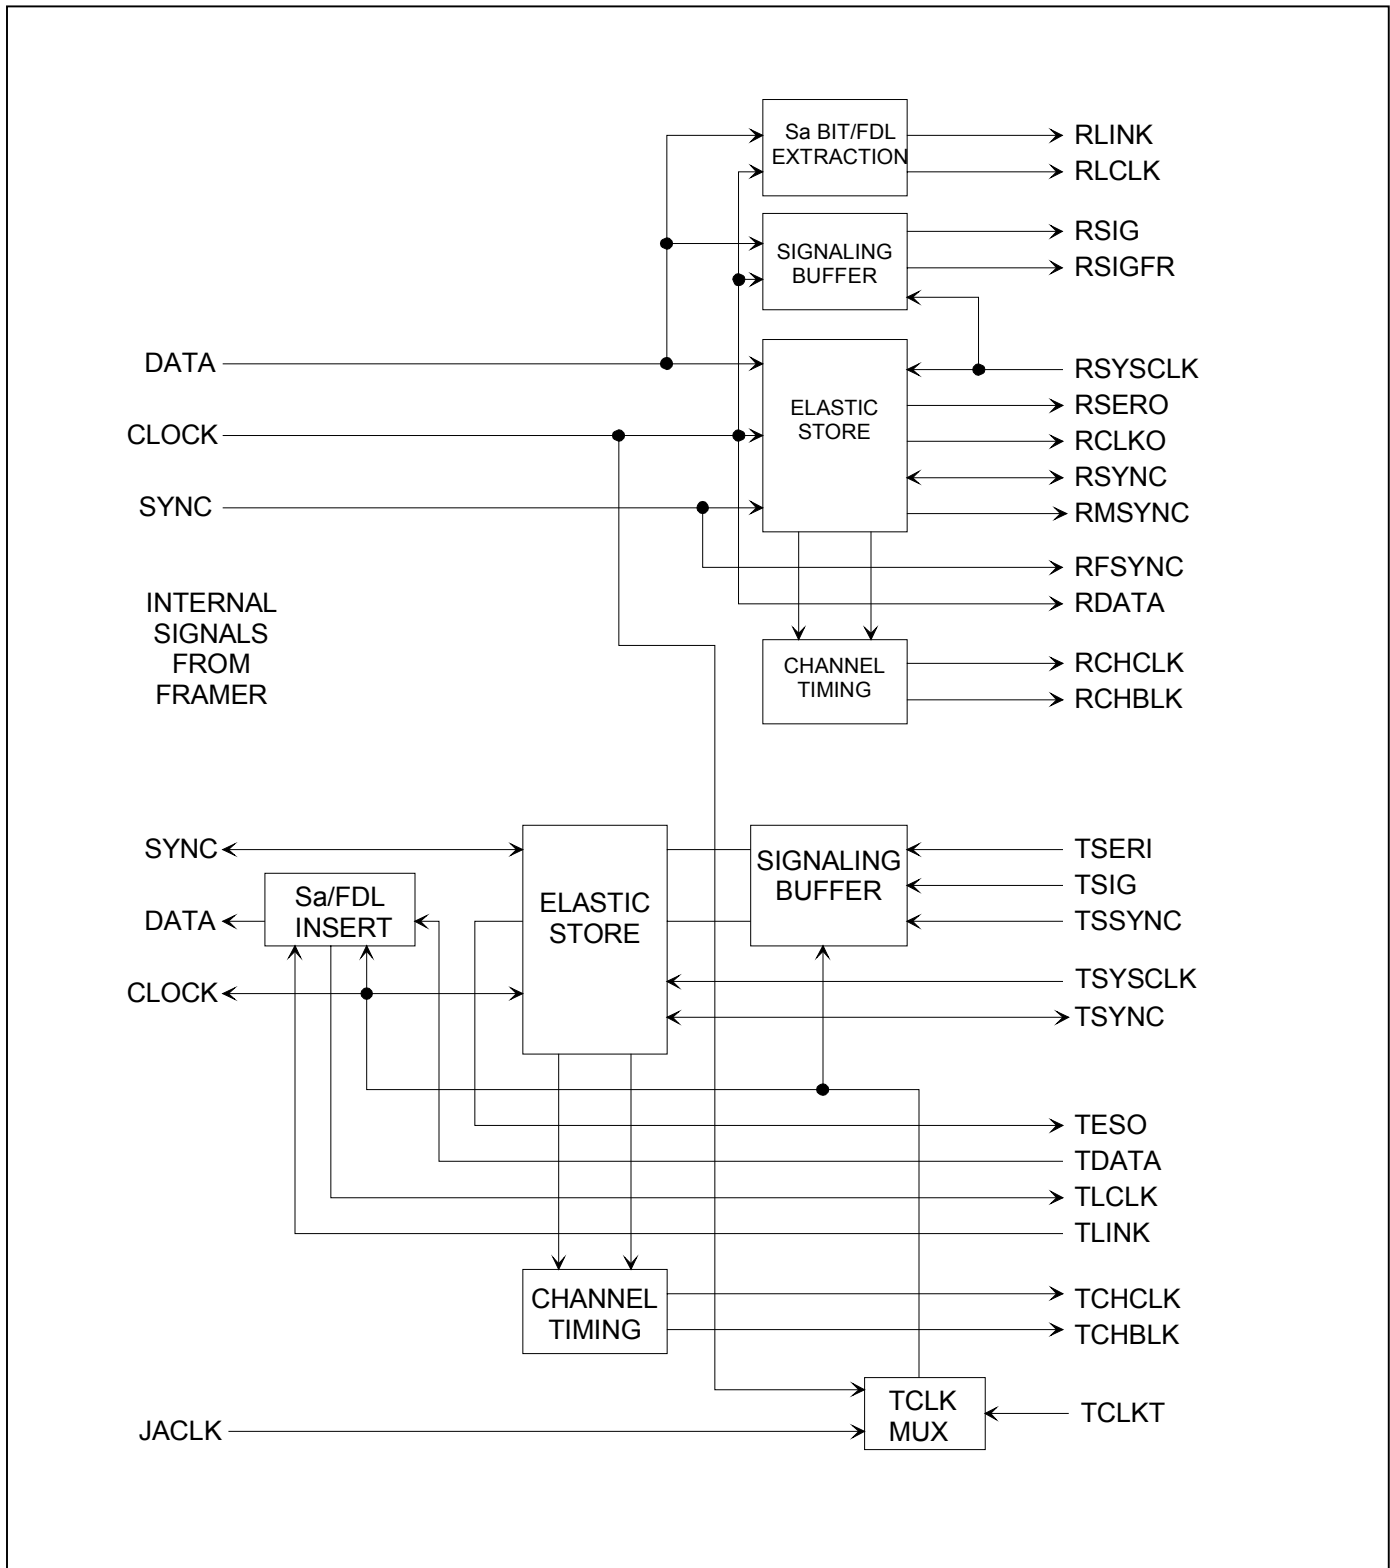 Sa BIT/FDL
EXTRACTION
RLINK
RLCLK
SIGNALING
BUFFER
RSIG
RSIGFR
DATA
CLOCK
SYNC
ELASTIC
STORE
RSYSCLK
RSERO
RCLKO
RSYNC
RMSYNC
RFSYNC
RDATA
INTERNAL
SIGNALS
FROM
FRAMER
CHANNEL
TIMING
RCHCLK
RCHBLK
SYNC
DATA
CLOCK
Sa/FDL
INSERT
ELASTIC
STORE
SIGNALING
BUFFER
TSERI
TSIG
TSSYNC
TSYSCLK
TSYNC
TESO
TDATA
TLCLK
TLINK
CHANNEL
TIMING
TCHCLK
TCHBLK
JACLK
TCLK
MUX
TCLKT